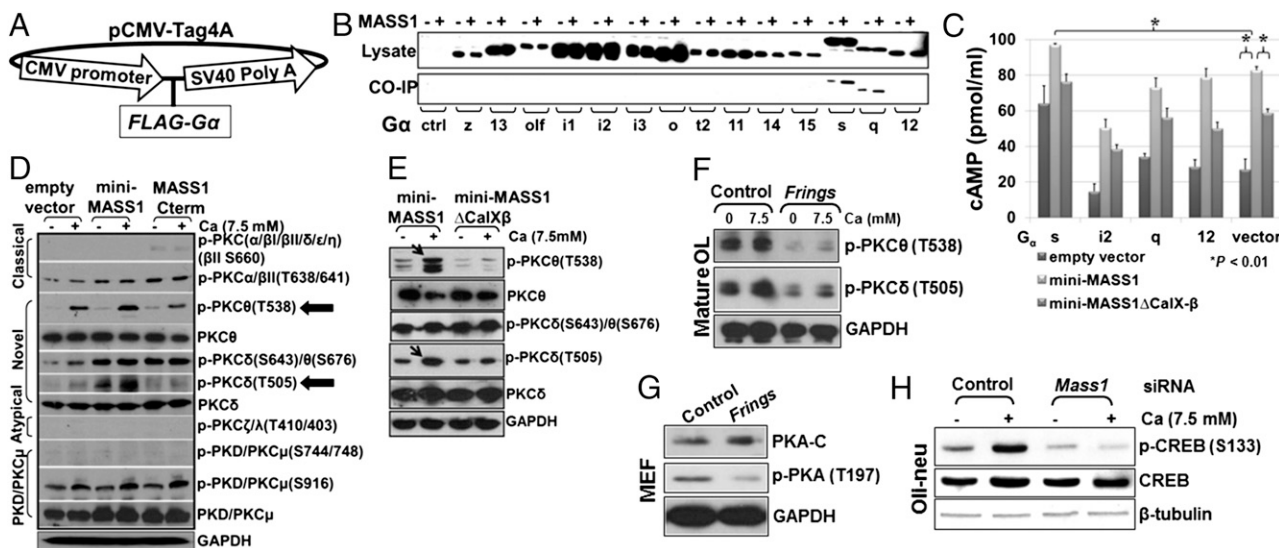 A
pCMV-Tag4A
CMV promoter
SV40 Poly A
FLAG-Gα
B
MASS1 - + - + - + - + - + - + - + - + - + - + - + - + - + - + - +
Lysate
CO-IP
Gα ctrl z 13 olf i1 i2 i3 o t2 11 14 15 s q 12
C
cAMP (pmol/ml)
100
80
60
40
20
0
*
* *
Gα s i2 q 12 vector
empty vector
mini-MASS1
mini-MASS1ΔCalX-β
*P < 0.01
D
empty vector
mini-MASS1
MASS1 Cterm
- + - + - + Ca (7.5 mM)
Classical
p-PKC(α/βI/βII/δ/ε/η)
(βII S660)
p-PKCα/βII(T638/641)
Novel
p-PKCθ(T538)
PKCθ
p-PKCδ(S643)/θ(S676)
p-PKCδ(T505)
PKCδ
Atypical
p-PKCζ/λ(T410/403)
PKD/PKCμ
p-PKD/PKCμ(S744/748)
p-PKD/PKCμ(S916)
PKD/PKCμ
GAPDH
E
mini-MASS1
mini-MASS1 ΔCalXβ
- + - + Ca (7.5mM)
p-PKCθ(T538)
PKCθ
p-PKCδ(S643)/θ(S676)
p-PKCδ(T505)
PKCδ
GAPDH
F
Control Frings
0 7.5 0 7.5 Ca (mM)
Mature OL
p-PKCθ (T538)
p-PKCδ (T505)
GAPDH
G
Control Frings
MEF
PKA-C
p-PKA (T197)
GAPDH
H
Control Mass1 siRNA
- + - + Ca (7.5 mM)
Oli-neu
p-CREB (S133)
CREB
β-tubulin